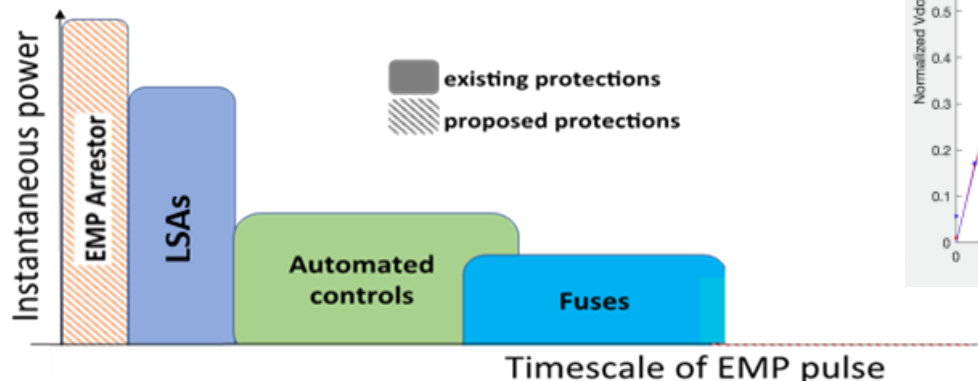 Instantaneous power
EMP Arrestor
LSAs
existing protections
proposed protections
Automated
controls
Fuses
Timescale of EMP pulse
Normalized
0.5
0.4
0.3
0.2
0.1
0
0